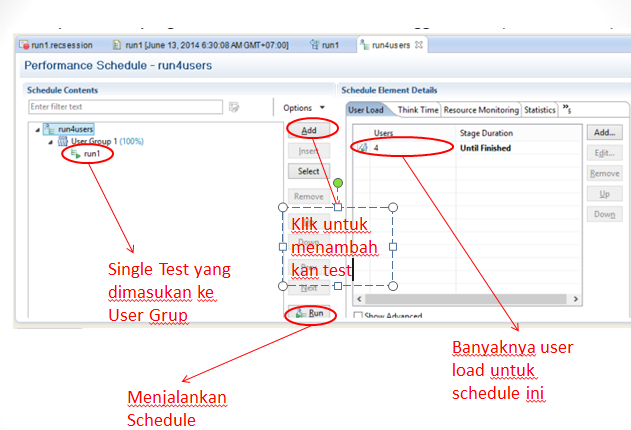 run1.recsession
run1 [June 13, 2014 6:30:08 AM GMT+07:00]
run1
run4users
Performance Schedule - run4users
Schedule Contents
Schedule Element Details
Enter filter text
Options
User Load
Think Time
Resource Monitoring
Statistics
»5
run4users
User Group 1 (100%)
run1
Add
Insert
Select
Remove
Down
Next
Run
Users
Stage Duration
4
Until Finished
Add...
Edit...
Remove
Up
Down
Show Advanced
Klik untuk
menambah
kan test
Single Test yang
dimasukan ke
User Grup
Menjalankan
Schedule
Banyaknya user
load untuk
schedule ini